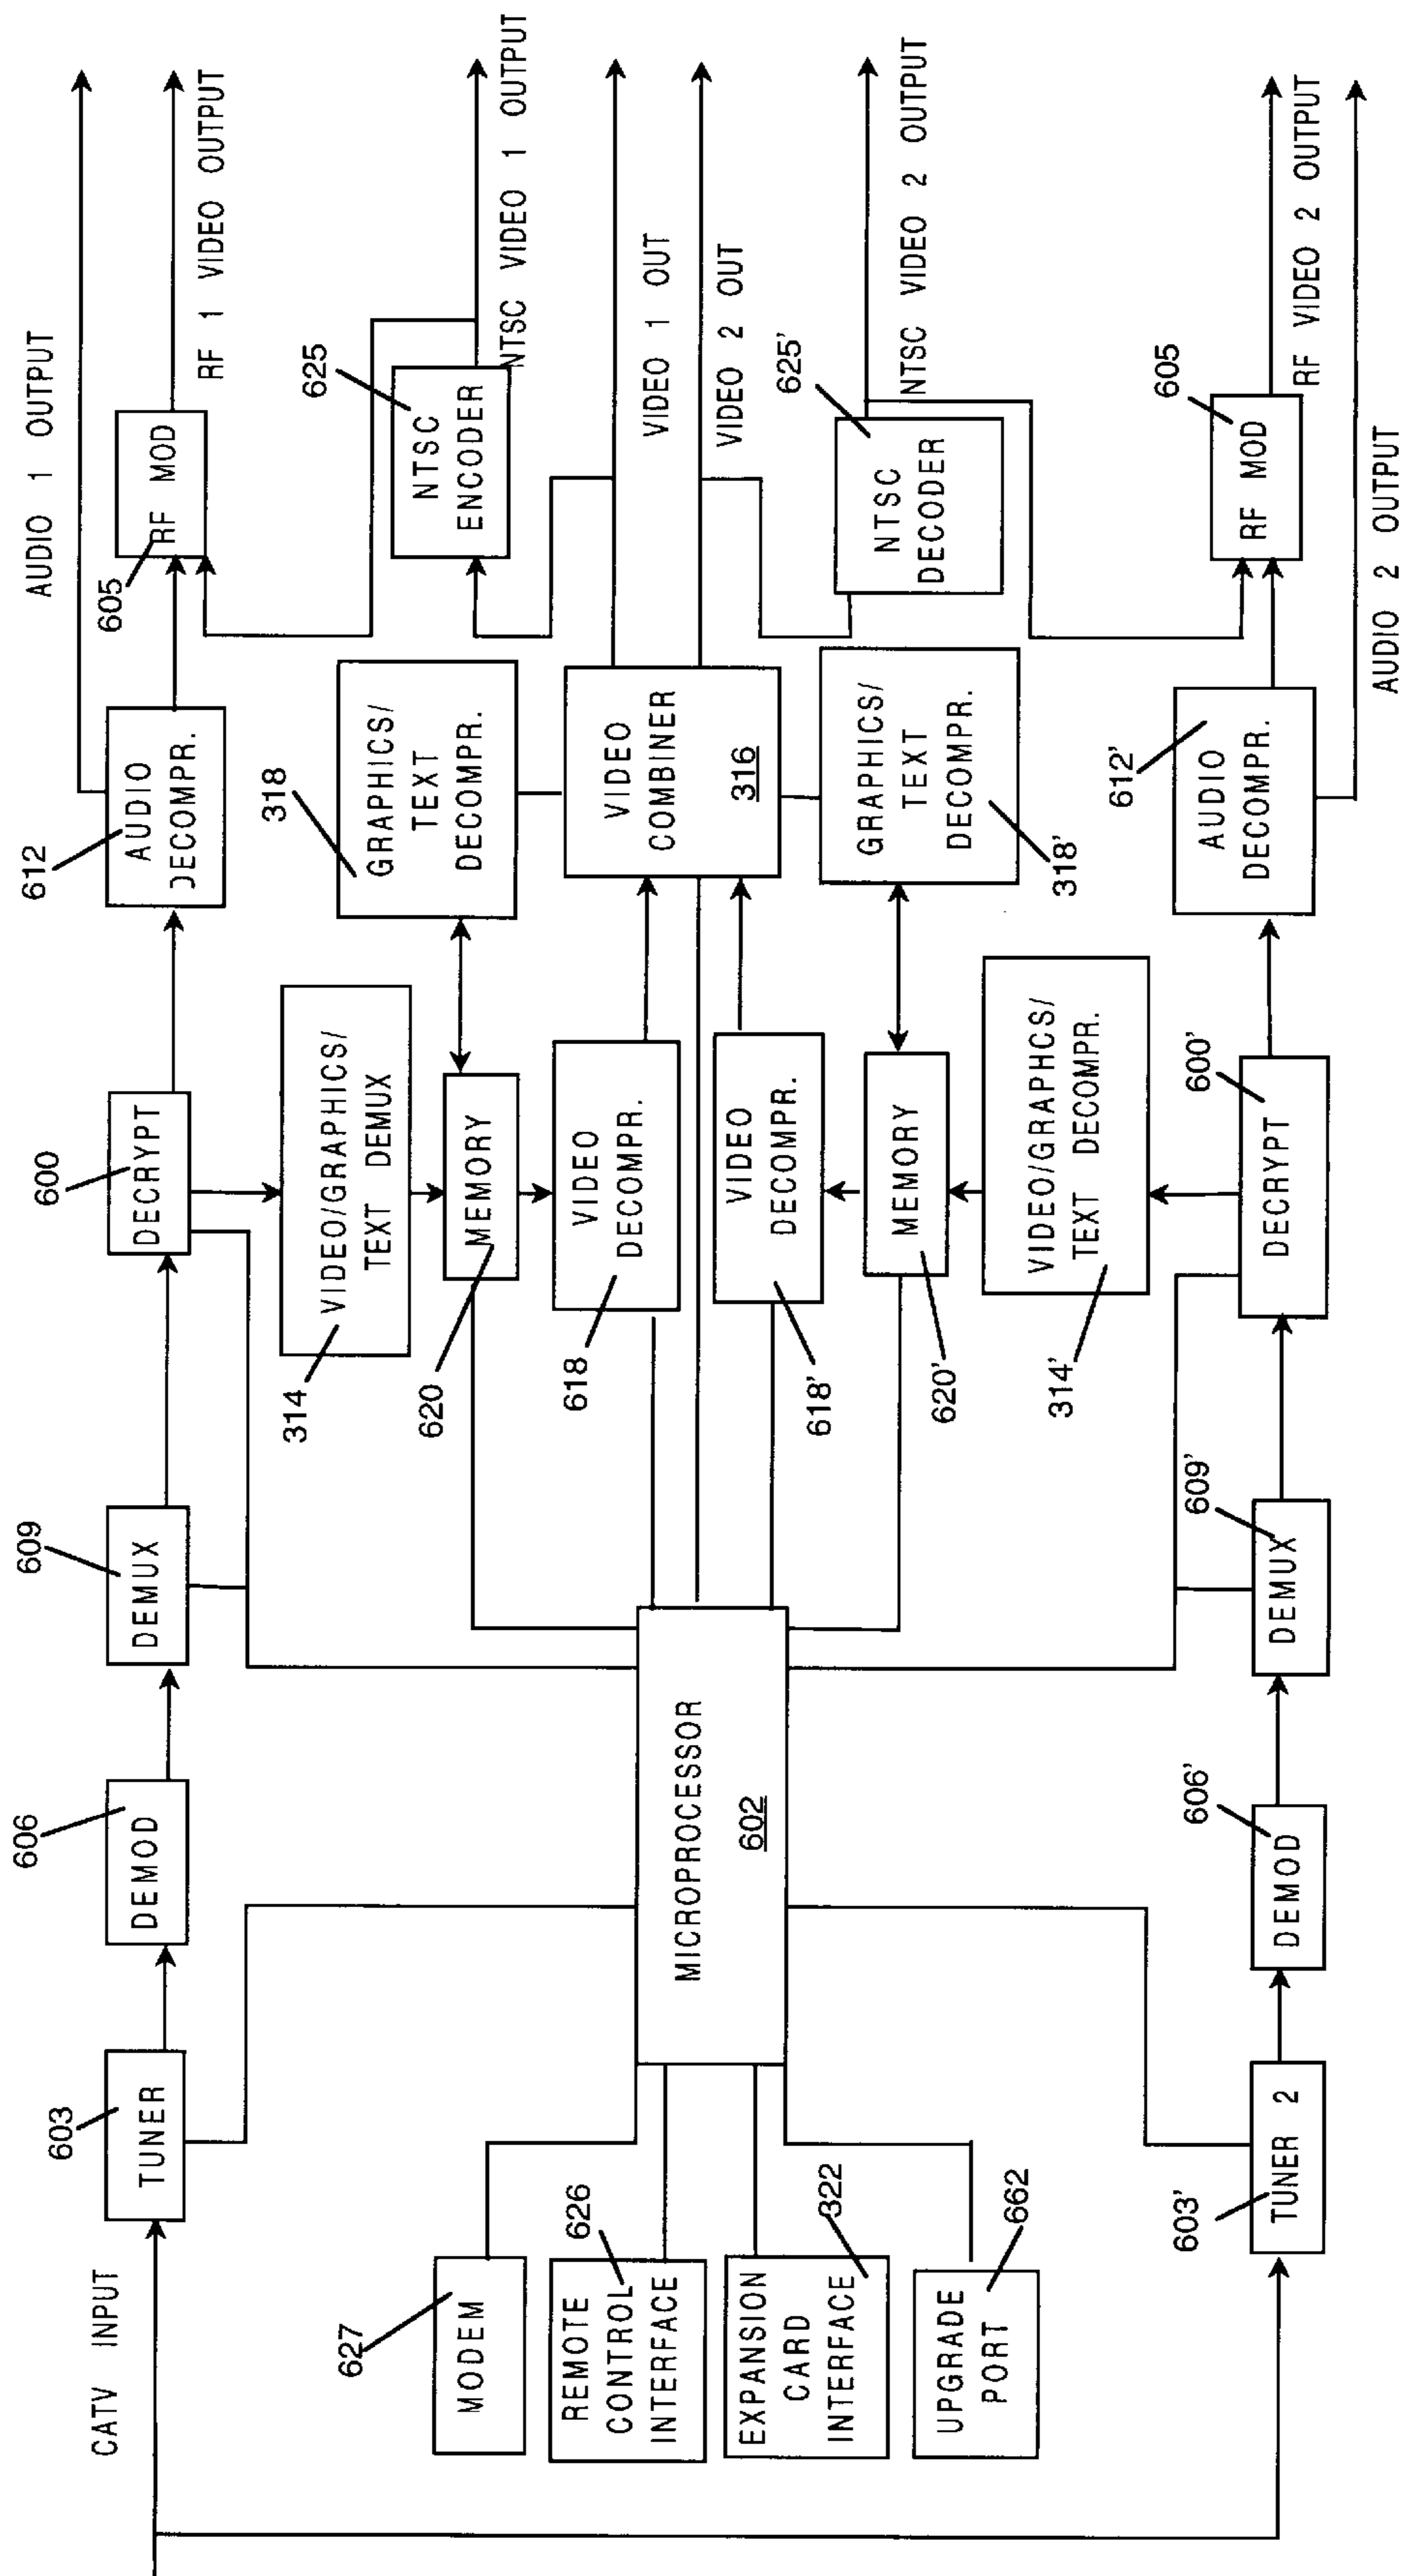 CATV INPUT
603
TUNER
606
DEMOD
609
DEMUX
600
DECRYPT
612
AUDIO
DECOMPR.
605
RF MOD
AUDIO 1 OUTPUT
RF 1 VIDEO OUTPUT
314
VIDEO/GRAPHICS/
TEXT DEMUX
318
GRAPHICS/
TEXT
DECOMPR.
625
NTSC
ENCODER
NTSC VIDEO 1 OUTPUT
627
MODEM
620
MEMORY
626
REMOTE
CONTROL
INTERFACE
618
VIDEO
DECOMPR.
VIDEO
COMBINER
316
VIDEO 1 OUT
VIDEO 2 OUT
MICROPROCESSOR
602
322
EXPANSION
CARD
INTERFACE
618'
VIDEO
DECOMPR.
662
UPGRADE
PORT
620'
MEMORY
318'
GRAPHICS/
TEXT
DECOMPR.
625'
NTSC
DECODER
NTSC VIDEO 2 OUTPUT
314'
VIDEO/GRAPHCS/
TEXT DECOMPR.
603'
TUNER 2
606'
DEMOD
609'
DEMUX
600'
DECRYPT
612'
AUDIO
DECOMPR.
605
RF MOD
RF VIDEO 2 OUTPUT
AUDIO 2 OUTPUT